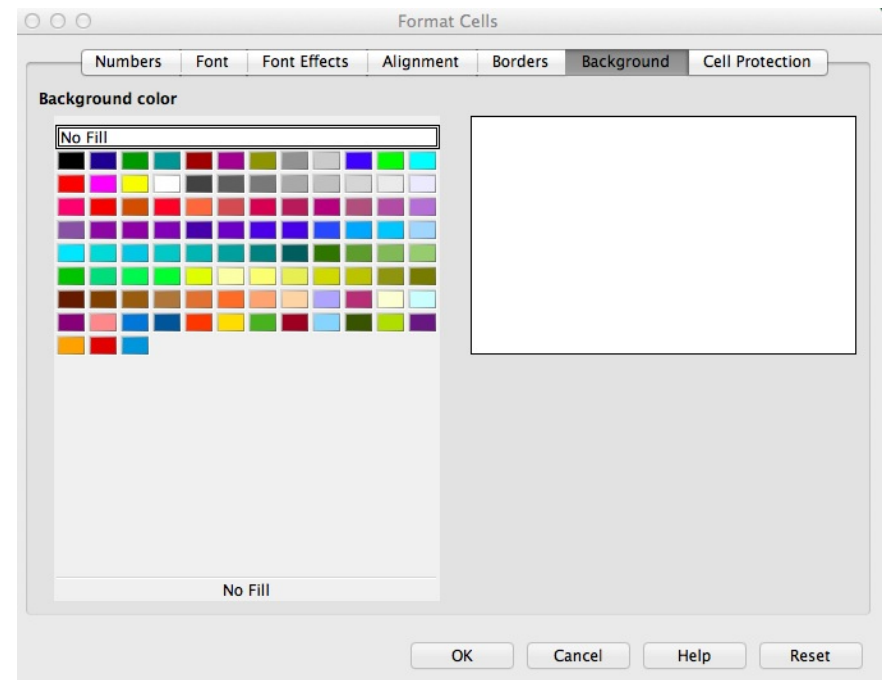 Format Cells
Numbers Font Font Effects Alignment Borders Background Cell Protection
Background color
No Fill
No Fill
OK Cancel Help Reset